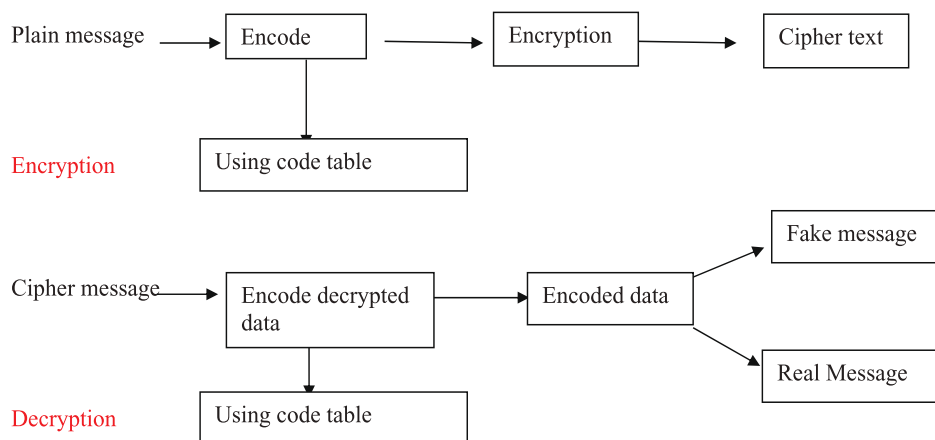 Plain message
Encode
Encryption
Cipher text
Using code table
Encryption
Fake message
Cipher message
Encode decrypted
data
Encoded data
Real Message
Using code table
Decryption